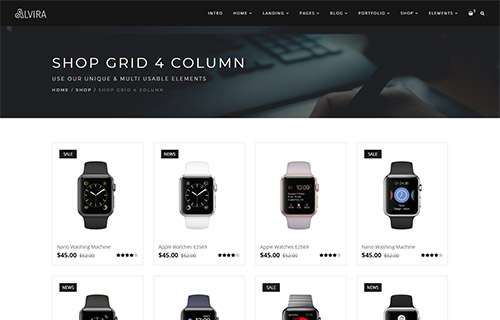 ALVIRA
INTRO HOME LANDING PAGES BLOG PORTFOLIO SHOP ELEMENTS
SHOP GRID 4 COLUMN
USE OUR UNIQUE & MULTI USABLE ELEMENTS
HOME / SHOP / SHOP GRID 4 COLUMN
SALE NEWS SALE
Nano Washing Machine Apple Watches E2569 Apple Watches E2569 Nano Washing Machine
$45.00 $52.00 $45.00 $52.00 $45.00 $52.00 $45.00 $52.00
NEWS SALE NEWS